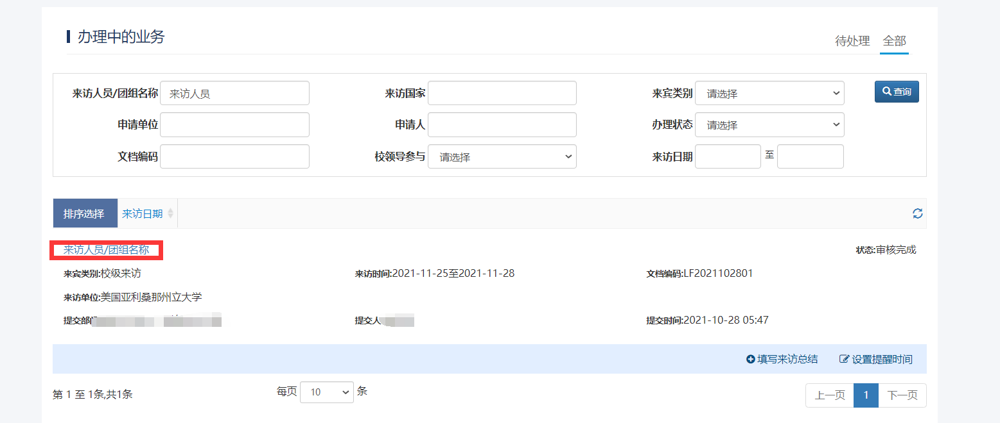 办理中的业务
待处理 全部
来访人员/团组名称 来访人员 来访国家 来宾类别 请选择 查询
申请单位 申请人 办理状态 请选择
文档编码 校领导参与 请选择 来访日期 至
排序选择 来访日期
来访人员/团组名称 状态:审核完成
来宾类别:校级来访 来访时间:2021-11-25至2021-11-28 文档编码:LF2021102801
来访单位:美国亚利桑那州立大学
提交部门 提交人 提交时间:2021-10-28 05:47
填写来访总结 设置提醒时间
第 1 至 1条,共1条 每页 10 条 上一页 1 下一页